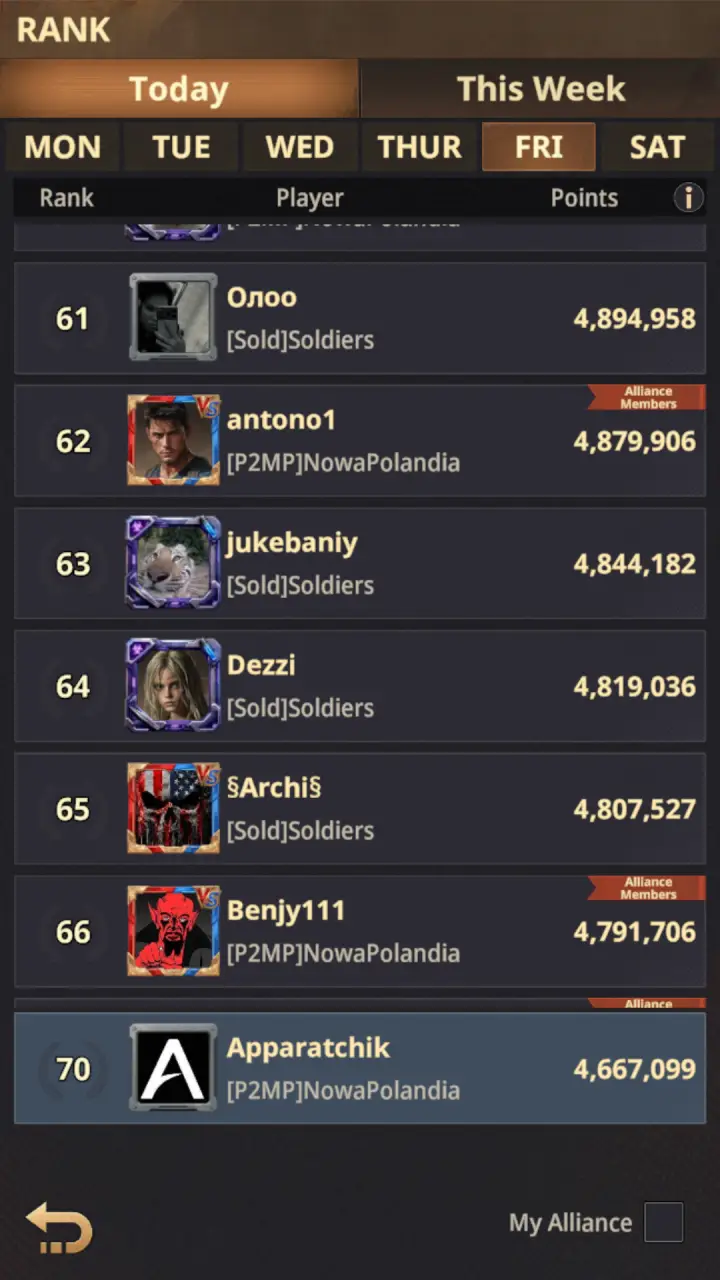 RANK
Today
This Week
MON TUE WED THUR FRI SAT
Rank Player Points
61
Олоо
[Sold]Soldiers
4,894,958
62
antono1
[P2MP]NowaPolandia
Alliance
Members
4,879,906
63
jukebaniy
[Sold]Soldiers
4,844,182
64
Dezzi
[Sold]Soldiers
4,819,036
65
§Archi§
[Sold]Soldiers
4,807,527
66
Benjy111
[P2MP]NowaPolandia
Alliance
Members
4,791,706
Alliance
70
Apparatchik
[P2MP]NowaPolandia
4,667,099
My Alliance